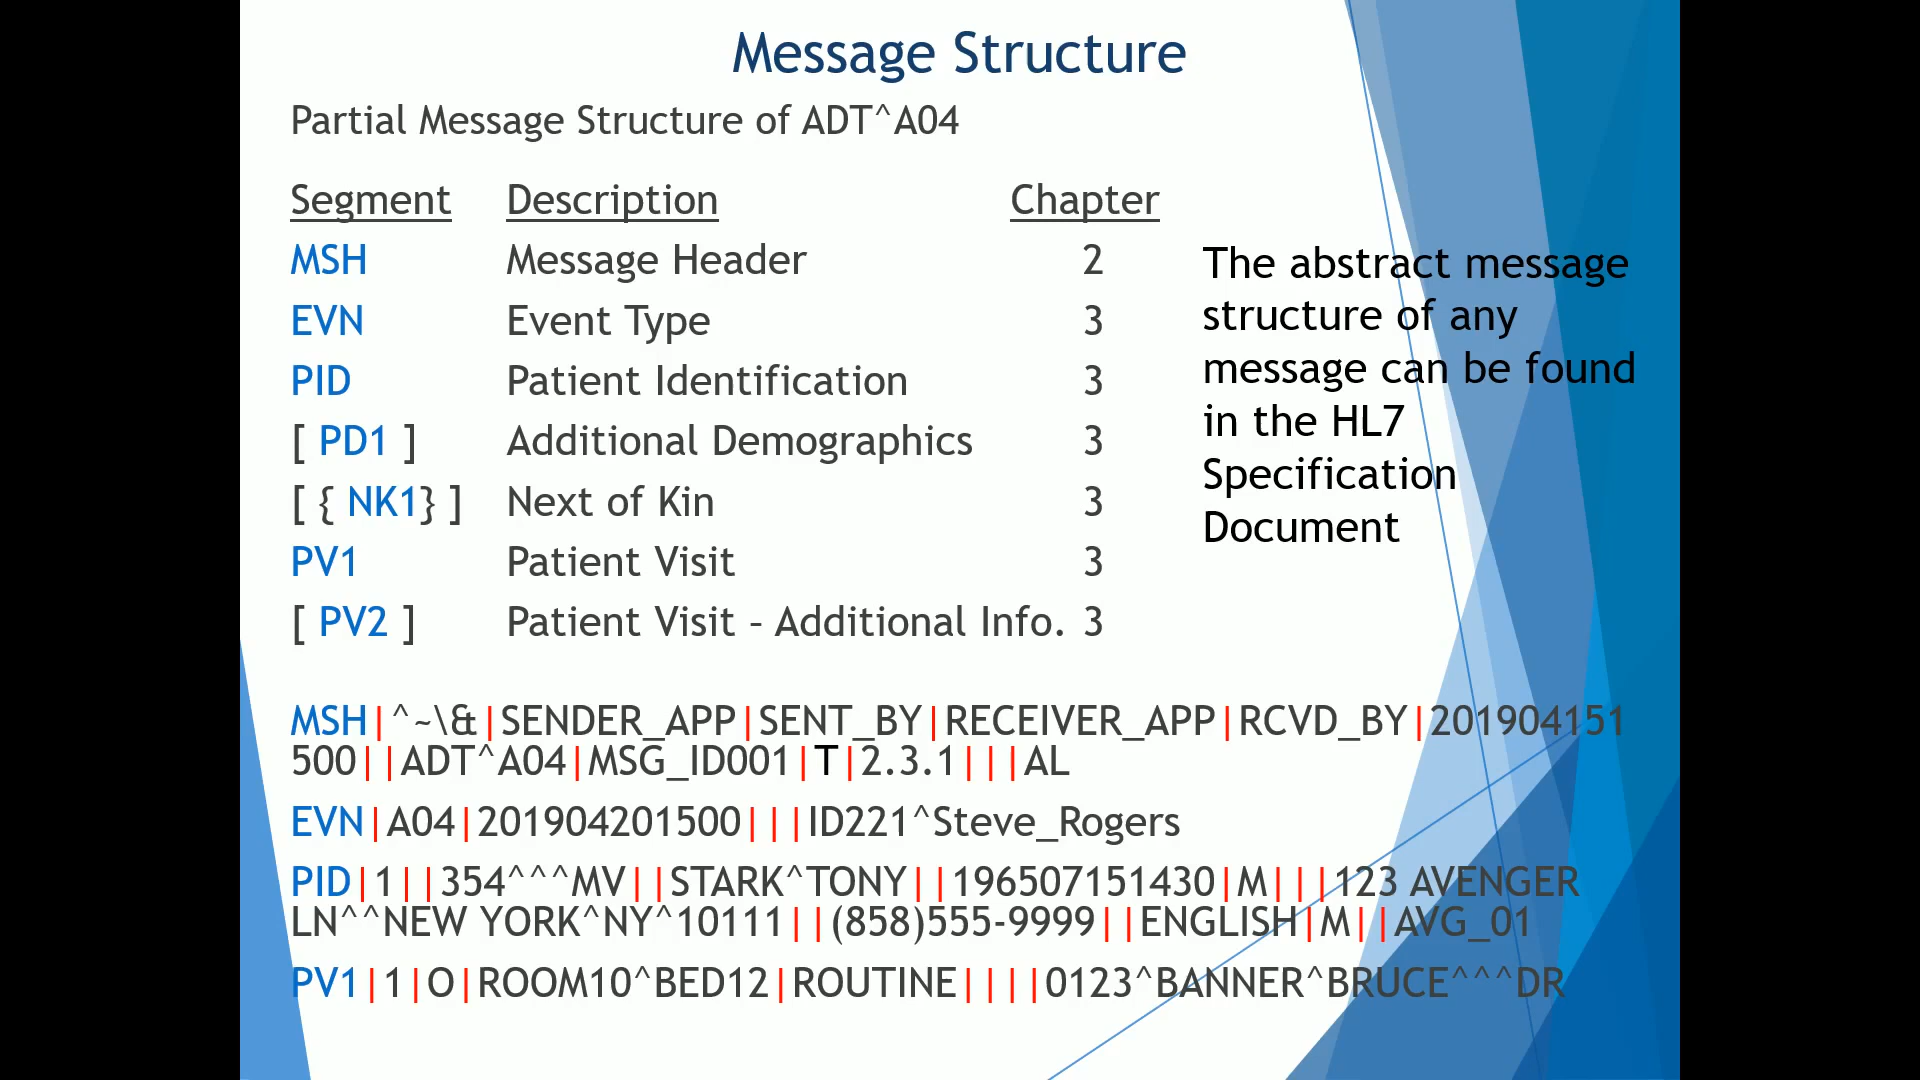 Message Structure
Partial Message Structure of ADT^A04
Segment Description Chapter
MSH Message Header 2
EVN Event Type 3
PID Patient Identification 3
[ PD1 ] Additional Demographics 3
[ { NK1} ] Next of Kin 3
PV1 Patient Visit 3
[ PV2 ] Patient Visit – Additional Info. 3
The abstract message
structure of any
message can be found
in the HL7
Specification
Document
MSH|^~\&|SENDER_APP|SENT_BY|RECEIVER_APP|RCVD_BY|201904151
500||ADT^A04|MSG_ID001|T|2.3.1|||AL
EVN|A04|201904201500|||ID221^Steve_Rogers
PID|1||354^^^MV||STARK^TONY||196507151430|M|||123 AVENGER
LN^^NEW YORK^NY^10111||(858)555-9999||ENGLISH|M||AVG_01
PV1|1|O|ROOM10^BED12|ROUTINE||||0123^BANNER^BRUCE^^^DR